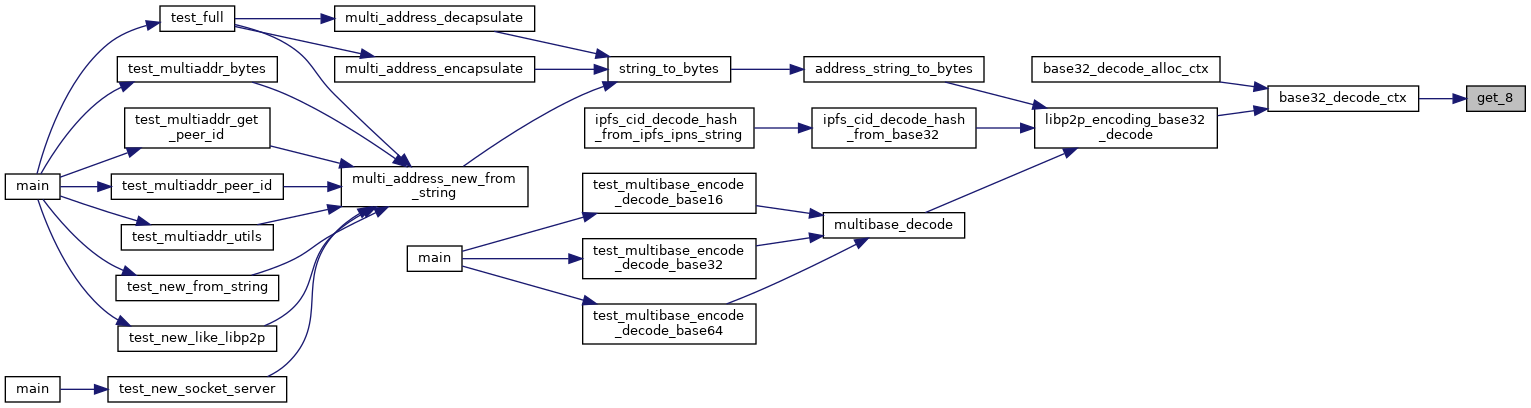 test_full
multi_address_decapsulate
test_multiaddr_bytes
multi_address_encapsulate
string_to_bytes
address_string_to_bytes
base32_decode_alloc_ctx
base32_decode_ctx
get_8
test_multiaddr_get
_peer_id
ipfs_cid_decode_hash
_from_ipfs_ipns_string
ipfs_cid_decode_hash
_from_base32
libp2p_encoding_base32
_decode
main
test_multiaddr_peer_id
multi_address_new_from
_string
test_multibase_encode
_decode_base16
multibase_decode
test_multiaddr_utils
main
test_multibase_encode
_decode_base32
test_new_from_string
test_multibase_encode
_decode_base64
test_new_like_libp2p
main
test_new_socket_server